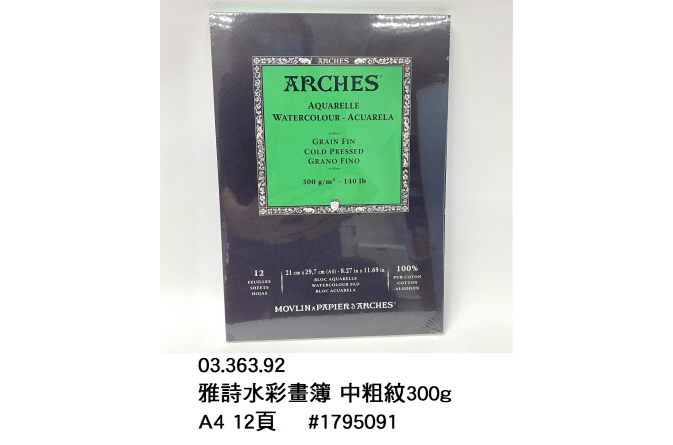 ARCHES
ARCHES®
AQUARELLE
WATERCOLOUR - ACUARELA
GRAIN FIN
COLD PRESSED
GRANO FINO
300 g/m² - 140 lb
12
FEUILLES
SHEETS
HOJAS
21 cm x 29,7 cm (A4) - 8.27 in x 11.69 in
BLOC AQUARELLE
WATERCOLOUR PAD
BLOC ACUARELA
100%
PUR COTON
COTTON
ALGODON
MOVLIN & PAPIER D'ARCHES®
03.363.92
雅詩水彩畫簿 中粗紋300g
A4 12頁 #1795091